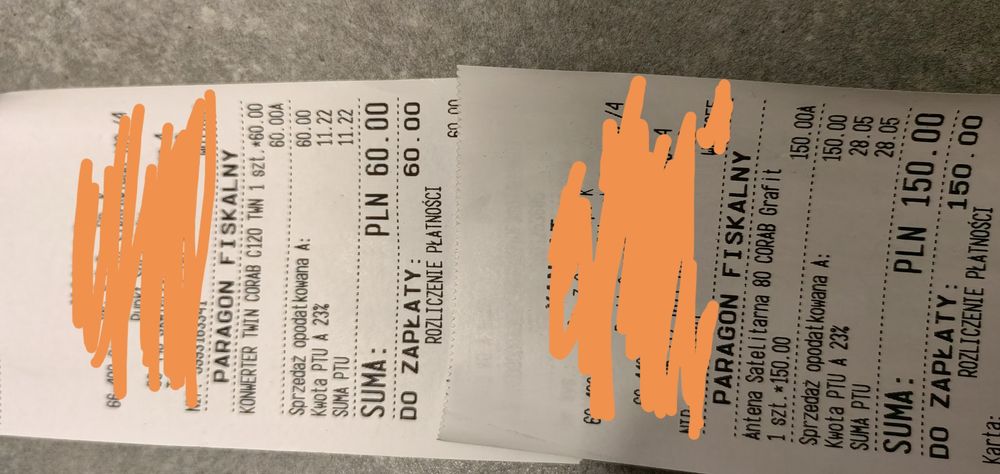 PARAGON FISKALNY
KONWERTER TWIN CORAB C120 TWN 1 szt.*60.00
60.00A
Sprzedaż opodatkowana A: 60.00
Kwota PTU A 23% 11.22
SUMA PTU 11.22
SUMA: PLN 60.00
DO ZAPŁATY: 60.00
ROZLICZENIE PŁATNOŚCI
60.00
PARAGON FISKALNY
Antena Satelitarna 80 CORAB Grafit
1 szt.*150.00 150.00A
Sprzedaż opodatkowana A: 150.00
Kwota PTU A 23% 28.05
SUMA PTU 28.05
SUMA: PLN 150.00
DO ZAPŁATY: 150.00
ROZLICZENIE PŁATNOŚCI
Karta: